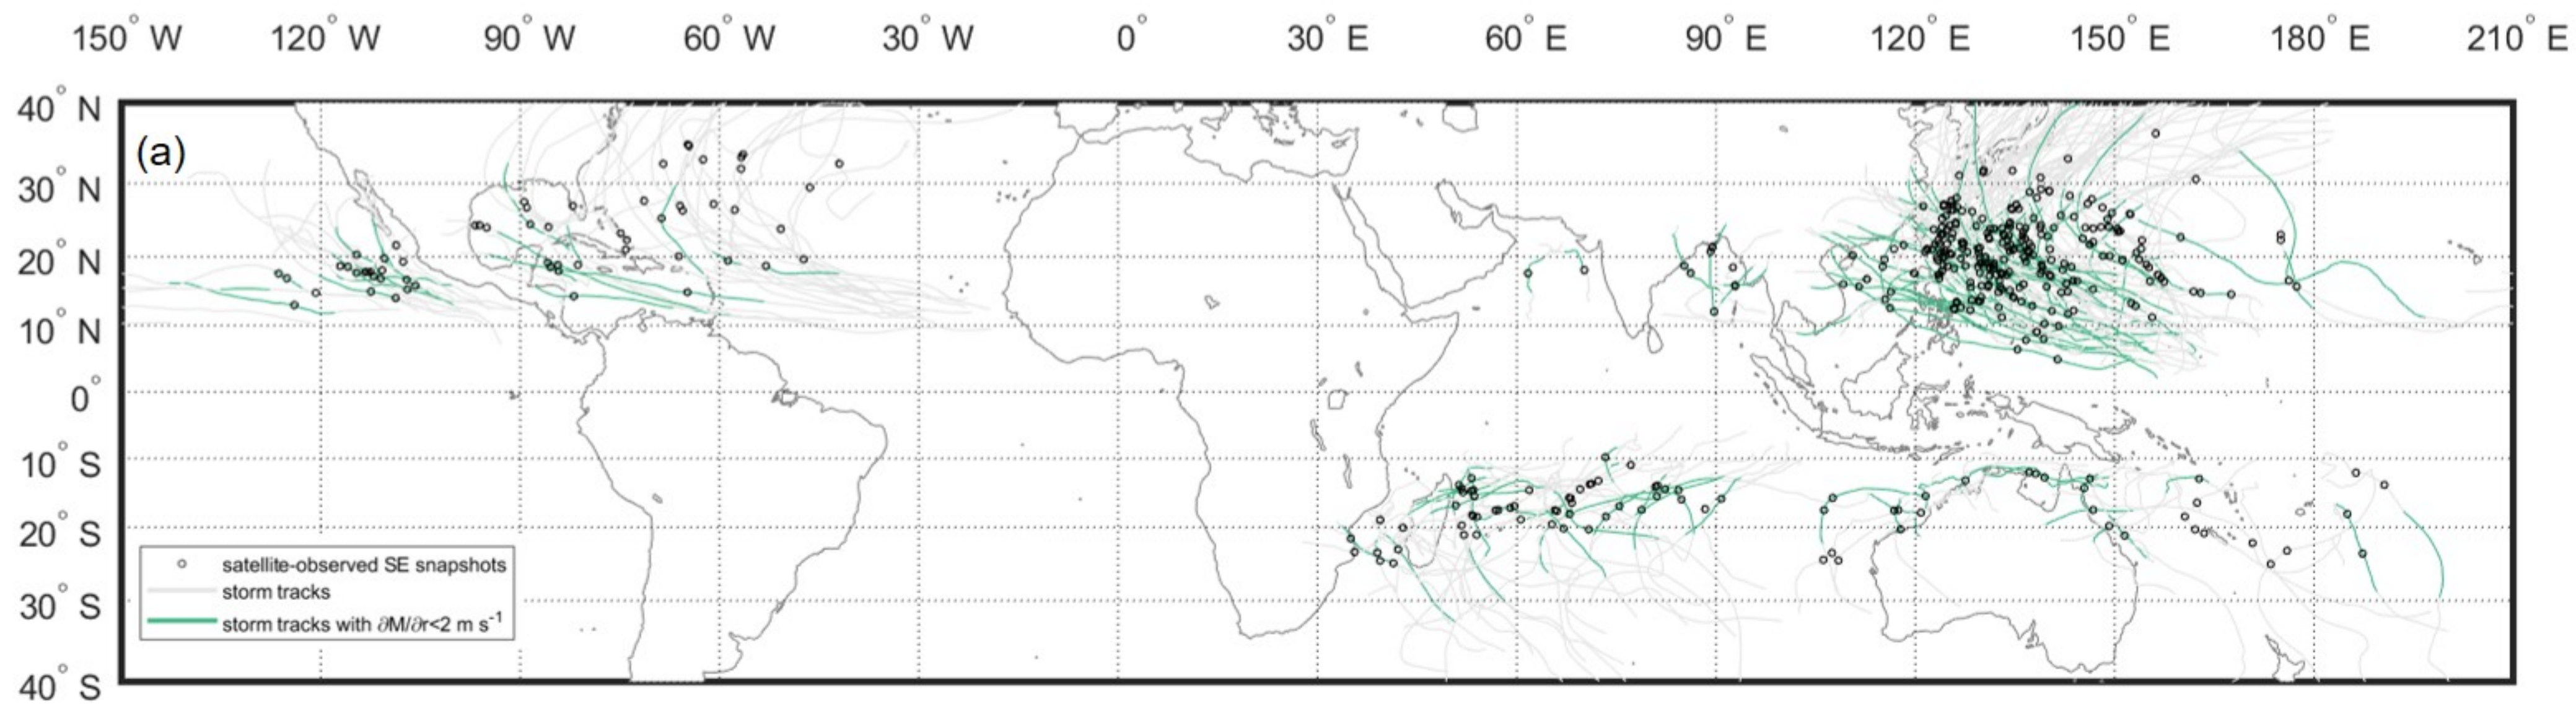 150° W 120° W 90° W 60° W 30° W 0° 30° E 60° E 90° E 120° E 150° E 180° E 210° E
40° N
(a)
30° N
20° N
10° N
0°
10° S
20° S
30° S
40° S
satellite-observed SE snapshots
storm tracks
storm tracks with ∂M/∂r<2 m s⁻¹